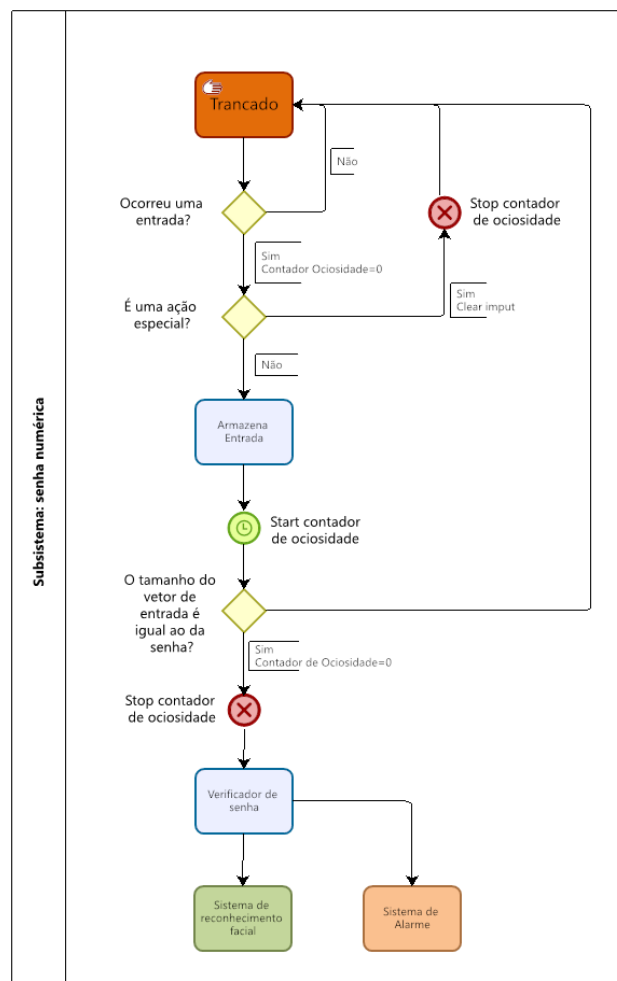 Subsistema: senha numérica
Trancado
Não
Ocorreu uma
entrada?
Stop contador
de ociosidade
Sim
Contador Ociosidade=0
É uma ação
especial?
Sim
Clear imput
Não
Armazena
Entrada
Start contador
de ociosidade
O tamanho do
vetor de
entrada é
igual ao da
senha?
Sim
Contador de Ociosidade=0
Stop contador
de ociosidade
Verificador de
senha
Sistema de
reconhecimento
facial
Sistema de
Alarme